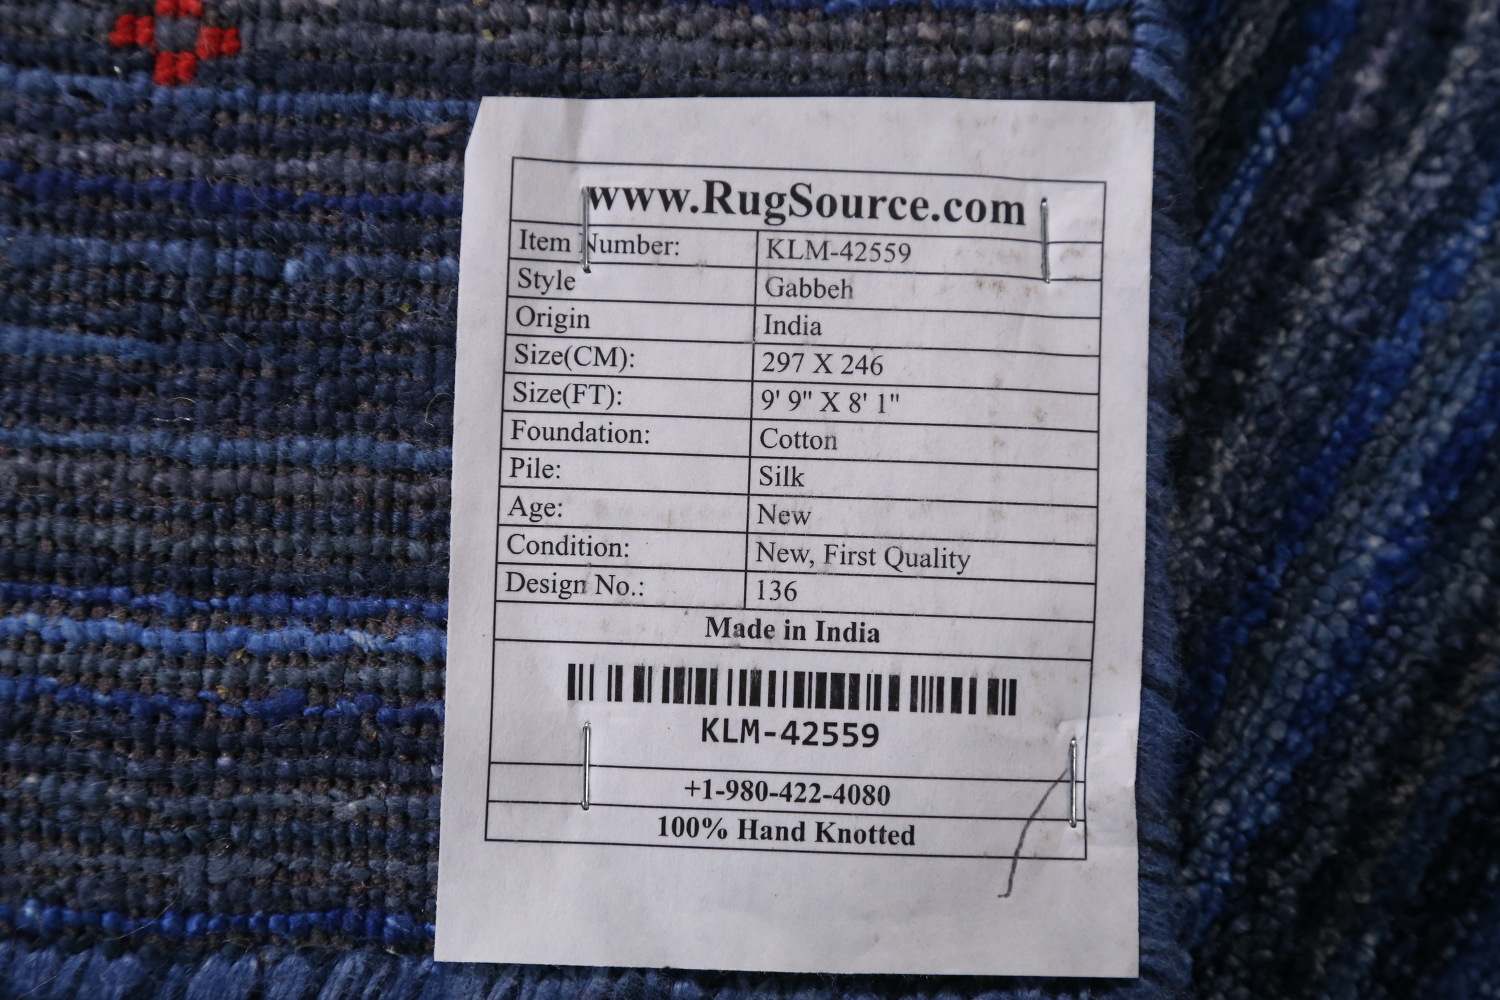 www.RugSource.com
Item Number: KLM-42559
Style Gabbeh
Origin India
Size(CM): 297 X 246
Size(FT): 9' 9" X 8' 1"
Foundation: Cotton
Pile: Silk
Age: New
Condition: New, First Quality
Design No.: 136
Made in India
KLM-42559
+1-980-422-4080
100% Hand Knotted